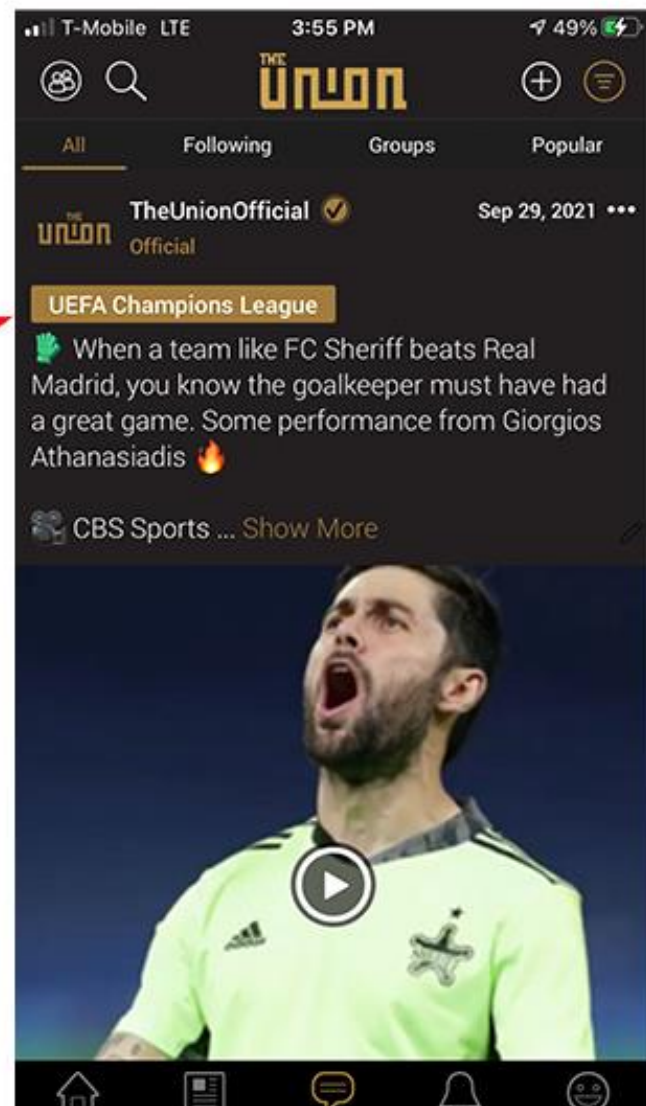 T-Mobile LTE 3:55 PM 49%
THE UNION
All Following Groups Popular
THE UNION TheUnionOfficial Sep 29, 2021 •••
Official
UEFA Champions League
When a team like FC Sheriff beats Real
Madrid, you know the goalkeeper must have had
a great game. Some performance from Giorgios
Athanasiadis 🔥
CBS Sports ... Show More